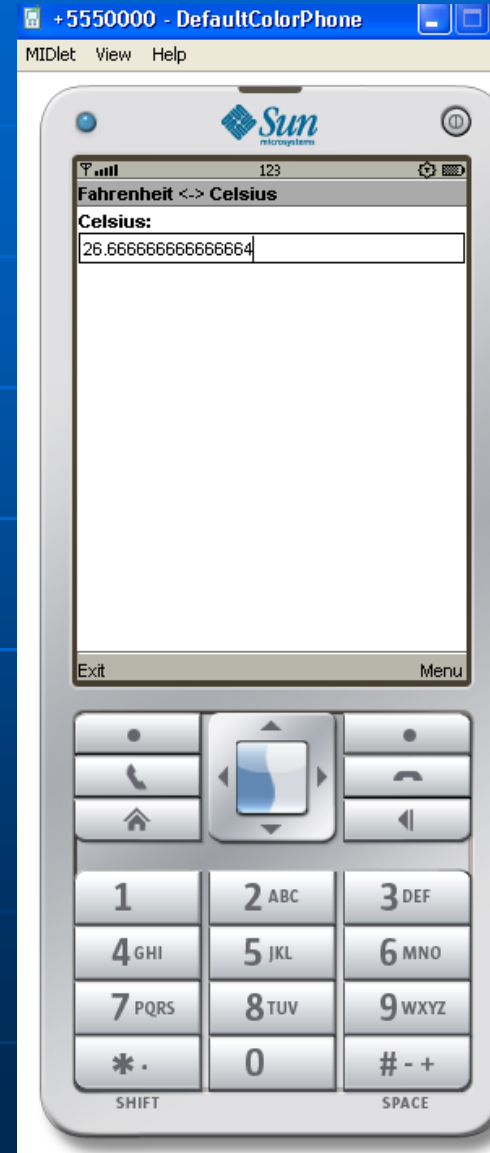 +5550000 - DefaultColorPhone
MIDlet View Help
Sun
microsystems
123
Fahrenheit <-> Celsius
Celsius:
26.666666666666664
Exit Menu
1 2 ABC 3 DEF
4 GHI 5 JKL 6 MNO
7 PQRS 8 TUV 9 WXYZ
* . 0 # - +
SHIFT SPACE